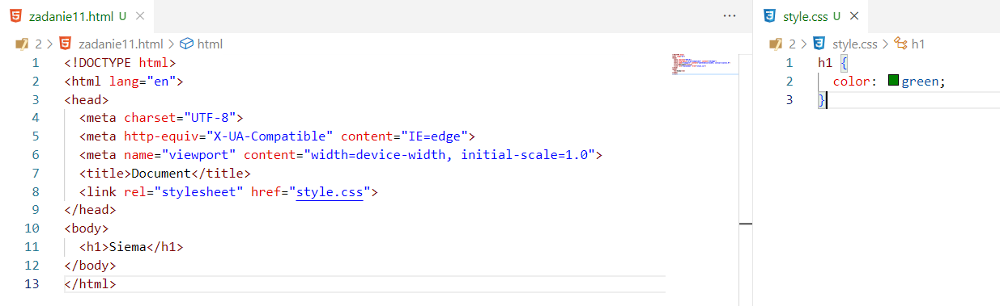 zadanie11.html U
2 > zadanie11.html > html
1 <!DOCTYPE html>
2 <html lang="en">
3 <head>
4   <meta charset="UTF-8">
5   <meta http-equiv="X-UA-Compatible" content="IE=edge">
6   <meta name="viewport" content="width=device-width, initial-scale=1.0">
7   <title>Document</title>
8   <link rel="stylesheet" href="style.css">
9 </head>
10 <body>
11   <h1>Siema</h1>
12 </body>
13 </html>
style.css U
2 > style.css > h1
1 h1 {
2   color: green;
3 }